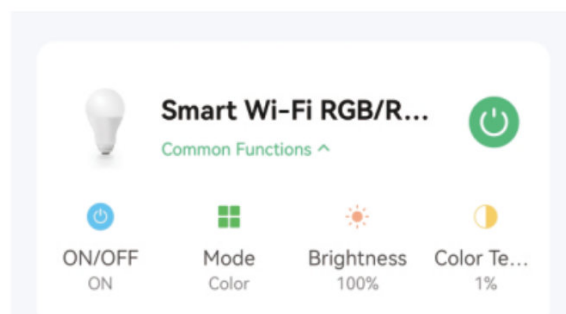 Smart Wi-Fi RGB/R...
Common Functions
ON/OFF Mode Brightness Color Te...
ON Color 100% 1%